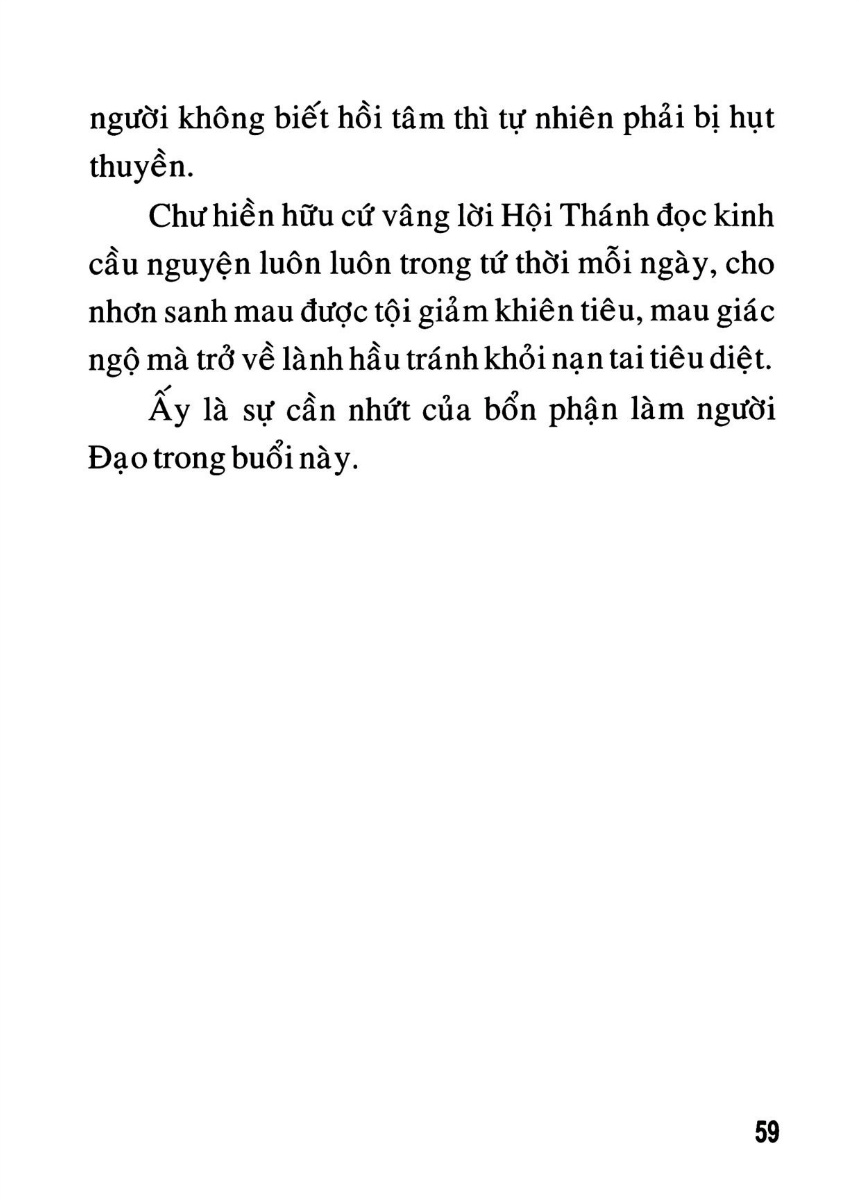 người không biết hồi tâm thì tự nhiên phải bị hụt
thuyền.
Chư hiền hữu cứ vâng lời Hội Thánh đọc kinh
cầu nguyện luôn luôn trong tứ thời mỗi ngày, cho
nhơn sanh mau được tội giảm khiên tiêu, mau giác
ngộ mà trở về lành hầu tránh khỏi nạn tai tiêu diệt.
Ấy là sự cần nhứt của bổn phận làm người
Đạo trong buổi này.
59